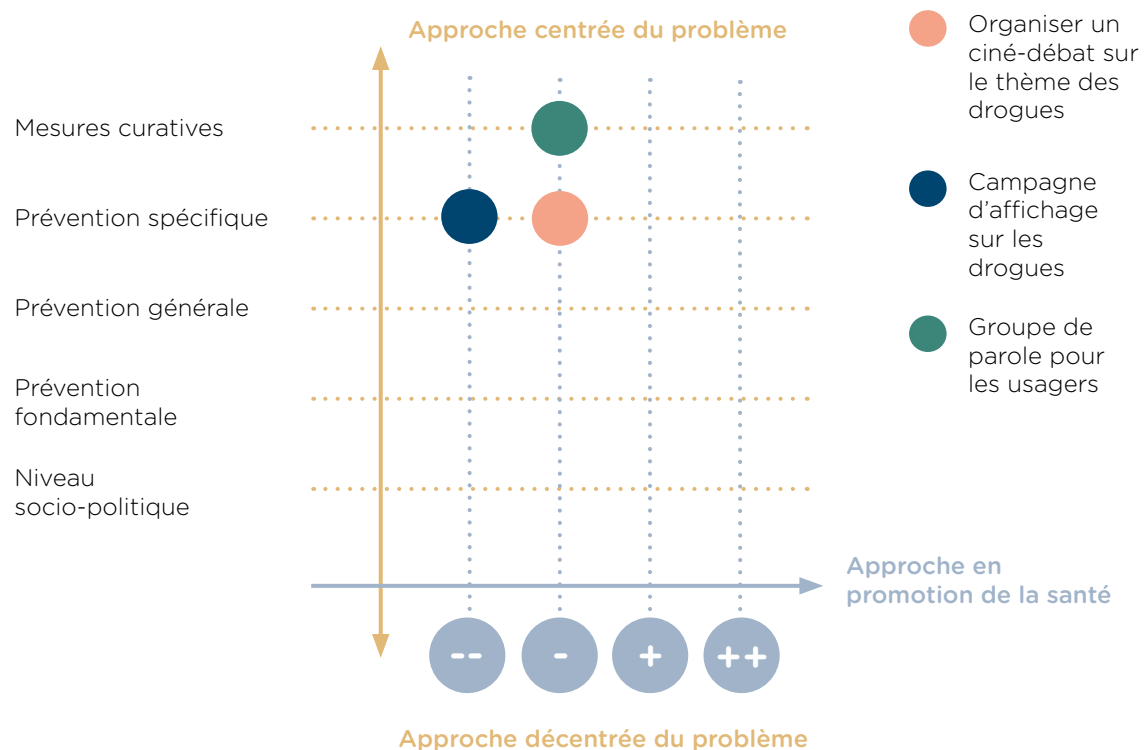 Approche centrée du problème
Mesures curatives
Prévention spécifique
Prévention générale
Prévention
fondamentale
Niveau
socio-politique
Organiser un
ciné-débat sur
le thème des
drogues
Campagne
d’affichage
sur les
drogues
Groupe de
parole pour
les usagers
Approche en
promotion de la santé
-- - + ++
Approche décentrée du problème